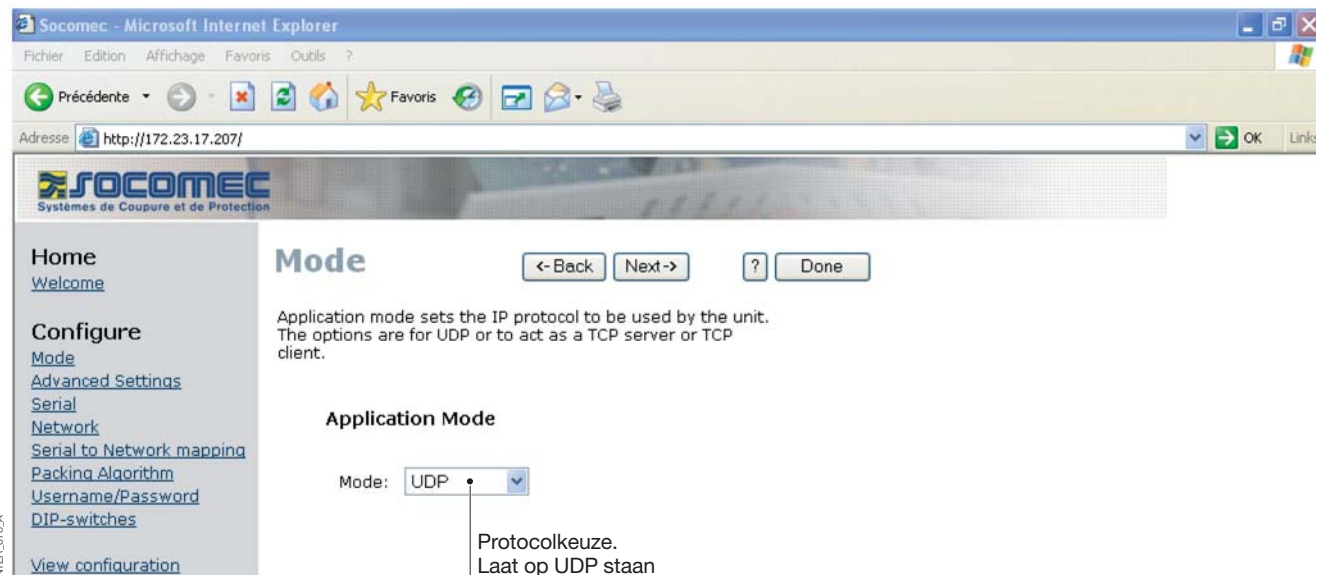 Socomec - Microsoft Internet Explorer
Fichier Edition Affichage Favoris Outils ?
Précédente Favoris
Adresse http://172.23.17.207/ OK Links
SOCOMEC
Systèmes de Coupure et de Protection
Home
Welcome
Configure
Mode
Advanced Settings
Serial
Network
Serial to Network mapping
Packing Algorithm
Username/Password
DIP-switches
View configuration
Mode
<-Back Next-> ? Done
Application mode sets the IP protocol to be used by the unit.
The options are for UDP or to act as a TCP server or TCP
client.
Application Mode
Mode: UDP
Protocolkeuze.
Laat op UDP staan